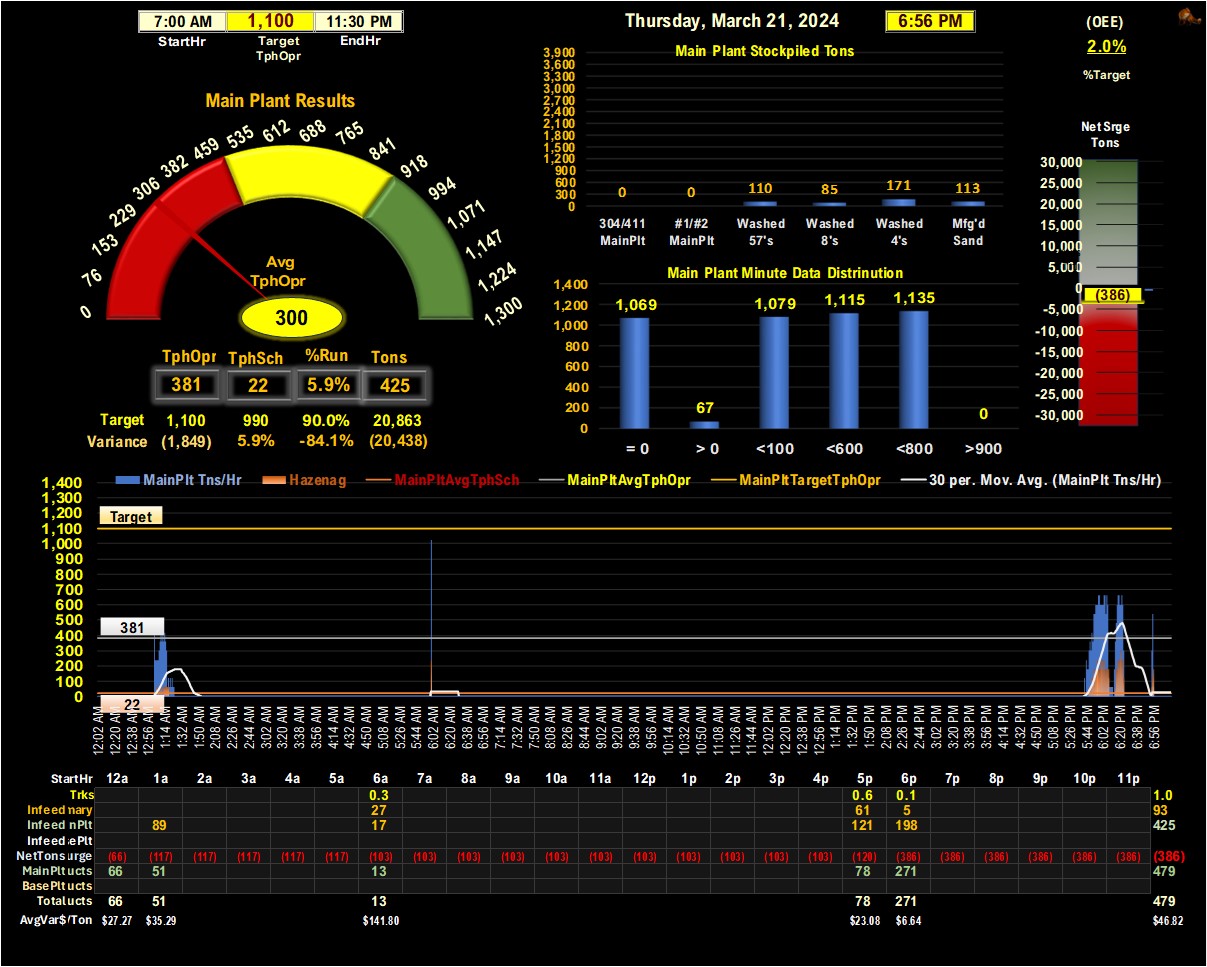 7:00 AM 1,100 11:30 PM
StartHr Target TphOpr EndHr
Thursday, March 21, 2024 6:56 PM
(OEE)
2.0%
%Target
Main Plant Results
0 76 153 229 306 382 459 535 612 688 765 841 918 994 1,071 1,147 1,224 1,300
Avg
TphOpr
300
TphOpr TphSch %Run Tons
381 22 5.9% 425
Target 1,100 990 90.0% 20,863
Variance (1,849) 5.9% -84.1% (20,438)
Main Plant Stockpiled Tons
3,900
3,600
3,300
3,000
2,700
2,400
2,100
1,800
1,500
1,200
900
600
300
0
0 0 110 85 171 113
304/411 #1/#2 Washed Washed Washed Mfg'd
MainPlt MainPlt 57's 8's 4's Sand
Main Plant Minute Data Distrinution
1,400
1,200
1,000
800
600
400
200
0
1,069 67 1,079 1,115 1,135 0
= 0 > 0 <100 <600 <800 >900
Net Srge
Tons
30,000
25,000
20,000
15,000
10,000
5,000
0
(386)
-5,000
-10,000
-15,000
-20,000
-25,000
-30,000
MainPlt Tns/Hr Hazenag MainPltAvgTphSch MainPltAvgTphOpr MainPltTargetTphOpr 30 per. Mov. Avg. (MainPlt Tns/Hr)
1,400
1,300
1,200
1,100
1,000
900
800
700
600
500
400
300
200
100
0
Target
381
22
12:02 AM 12:20 AM 12:38 AM 12:56 AM 1:14 AM 1:32 AM 1:50 AM 2:08 AM 2:26 AM 2:44 AM 3:02 AM 3:20 AM 3:38 AM 3:56 AM 4:14 AM 4:32 AM 4:50 AM 5:08 AM 5:26 AM 5:44 AM 6:02 AM 6:20 AM 6:38 AM 6:56 AM 7:14 AM 7:32 AM 7:50 AM 8:08 AM 8:26 AM 8:44 AM 9:02 AM 9:20 AM 9:38 AM 9:56 AM 10:14 AM 10:32 AM 10:50 AM 11:08 AM 11:26 AM 11:44 AM 12:02 PM 12:20 PM 12:38 PM 12:56 PM 1:14 PM 1:32 PM 1:50 PM 2:08 PM 2:26 PM 2:44 PM 3:02 PM 3:20 PM 3:38 PM 3:56 PM 4:14 PM 4:32 PM 4:50 PM 5:08 PM 5:26 PM 5:44 PM 6:02 PM 6:20 PM 6:38 PM 6:56 PM
StartHr 12a 1a 2a 3a 4a 5a 6a 7a 8a 9a 10a 11a 12p 1p 2p 3p 4p 5p 6p 7p 8p 9p 10p 11p
Trks 0.3 0.6 0.1 1.0
Infeed nary 27 61 5 93
Infeed nPlt 89 17 121 198 425
Infeed ePlt
NetTons urge (66) (117) (117) (117) (117) (117) (103) (103) (103) (103) (103) (103) (103) (103) (103) (103) (103) (120) (386) (386) (386) (386) (386) (386) (386)
MainPlt ucts 66 51 13 78 271 479
BasePlt ucts
Total ucts 66 51 13 78 271 479
AvgVar$/Ton $27.27 $35.29 $141.80 $23.08 $6.64 $46.82